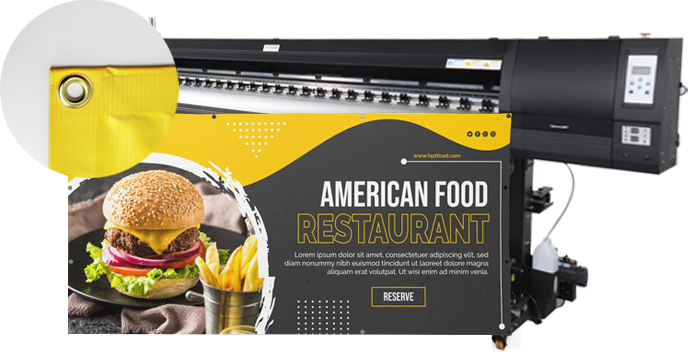 www.fastfood.com
AMERICAN FOOD
RESTAURANT
Lorem ipsum dolor sit amet, consectetuer adipiscing elit, sed
diam nonummy nibh euismod tincidunt ut laoreet dolore magna
aliquam erat volutpat. Ut wisi enim ad minim veniam.
RESERVE